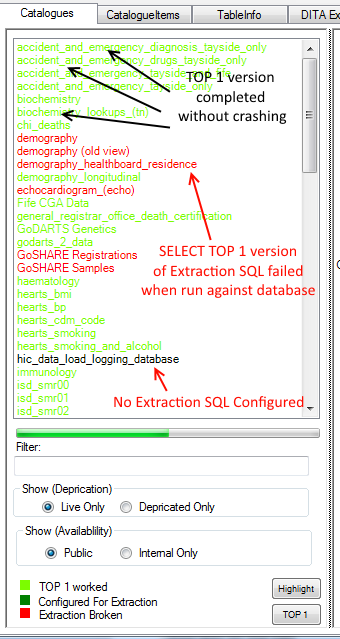 Catalogues
CatalogueItems
TableInfo
DITA Ex
accident_and_emergency_diagnosis_tayside_only
accident_and_emergency_drugs_tayside_only
accident_and_emergency_tayside_and_fife
accident_and_emergency_tayside_only
biochemistry
biochemistry_lookups_(tn)
chi_deaths
demography
demography (old view)
demography_healthboard_residence
demography_longitudinal
echocardiogram_(echo)
Fife CGA Data
general_registrar_office_death_certification
GoDARTS Genetics
godarts_2_data
GoSHARE Registrations
GoSHARE Samples
haematology
hearts_bmi
hearts_bp
hearts_cdm_code
hearts_smoking
hearts_smoking_and_alcohol
hic_data_load_logging_database
immunology
isd_smr00
isd_smr01
isd_smr02
TOP 1 version
completed
without crashing
SELECT TOP 1 version
of Extraction SQL failed
when run against database
No Extraction SQL Configured
Filter:
Show (Deprication)
Live Only
Depricated Only
Show (Availablility)
Public
Internal Only
TOP 1 worked
Configured For Extraction
Extraction Broken
Highlight
TOP 1